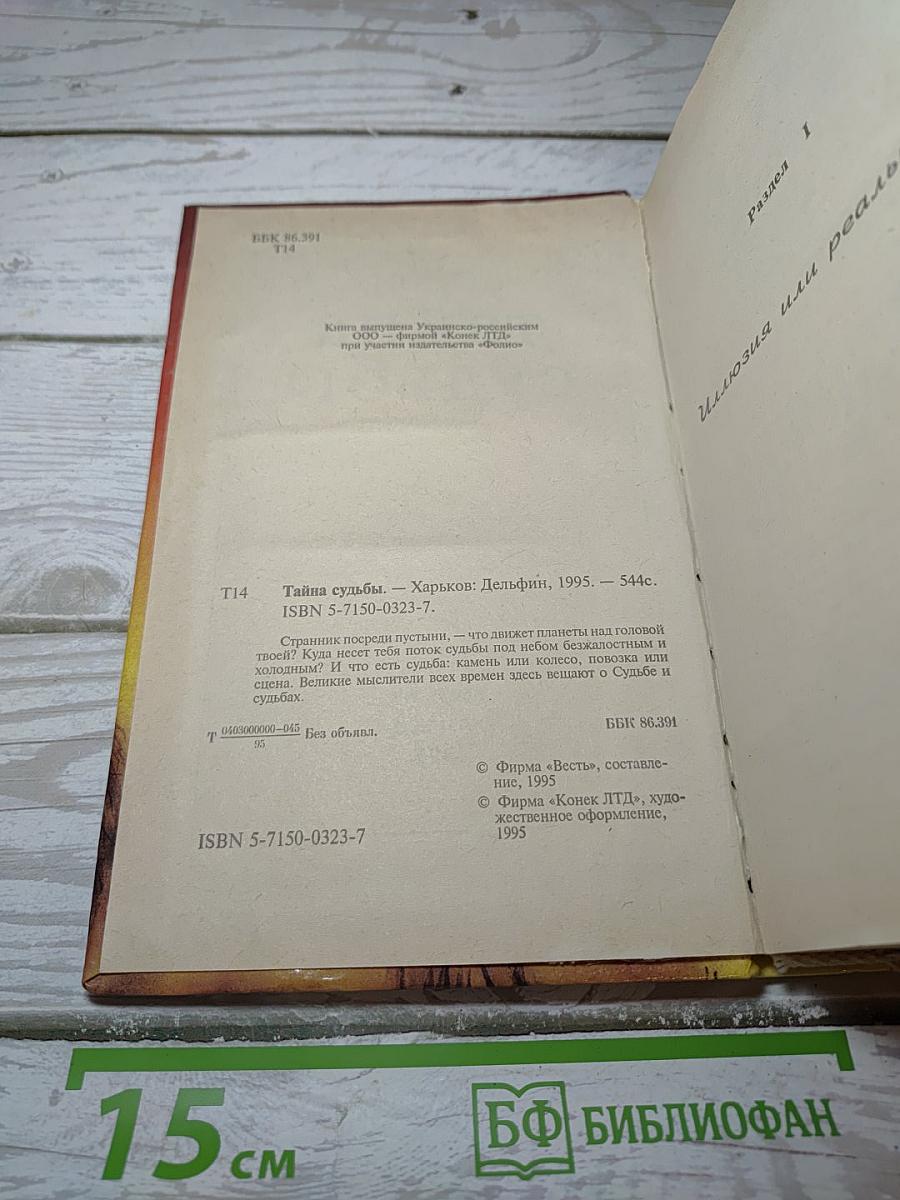 ББК 86.391
Т14
Книга выпущена Украинско-российским
ООО — фирмой «Конек ЛТД»
при участии издательства «Фолио»
Т14 Тайна судьбы. — Харьков: Дельфин, 1995. — 544с.
ISBN 5-7150-0323-7.
Странник посреди пустыни, — что движет планеты над головой
твоей? Куда несет тебя поток судьбы под небом безжалостным и
холодным? И что есть судьба: камень или колесо, повозка или
сцена. Великие мыслители всех времен здесь вещают о Судьбе и
судьбах.
Т 0403000000—045 Без объявл.
95
ББК 86.391
© Фирма «Весть», составле-
ние, 1995
© Фирма «Конек ЛТД», худо-
жественное оформление,
1995
ISBN 5-7150-0323-7
Раздел I
Иллюзия или
15 см
БФ БИБЛИОФАН